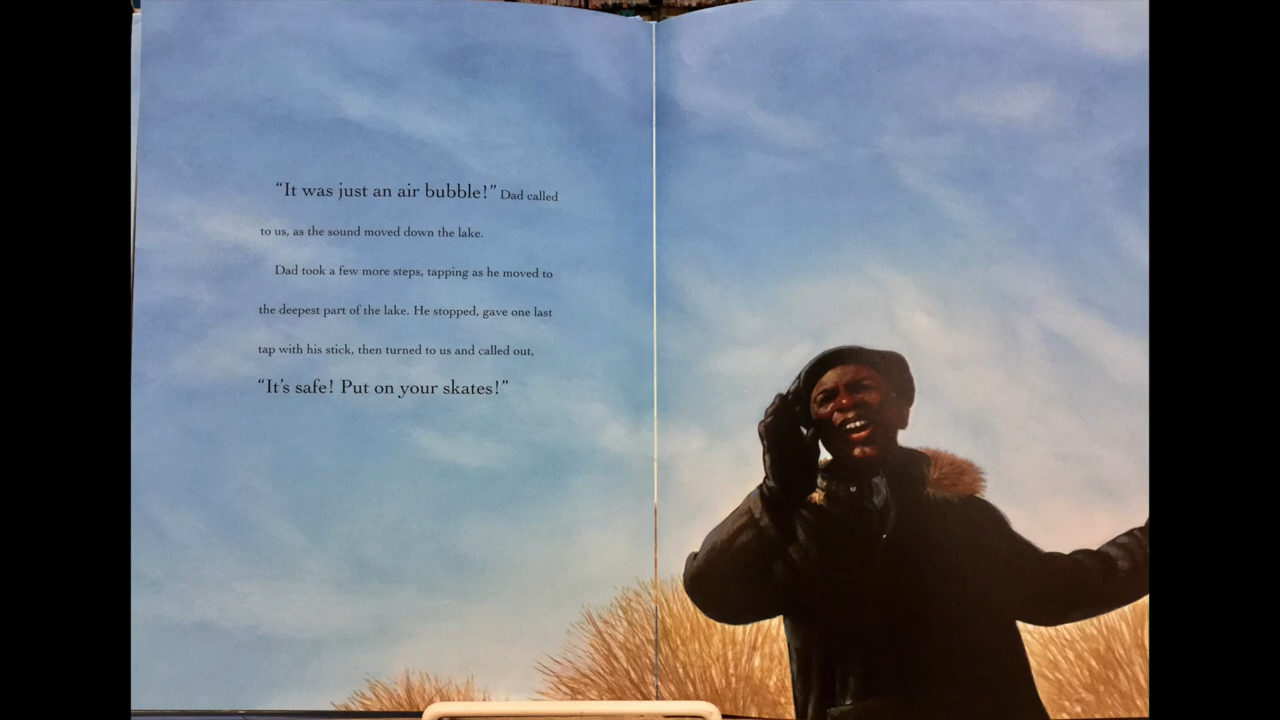 “It was just an air bubble!” Dad called
to us, as the sound moved down the lake.
Dad took a few more steps, tapping as he moved to
the deepest part of the lake. He stopped, gave one last
tap with his stick, then turned to us and called out,
“It’s safe! Put on your skates!”